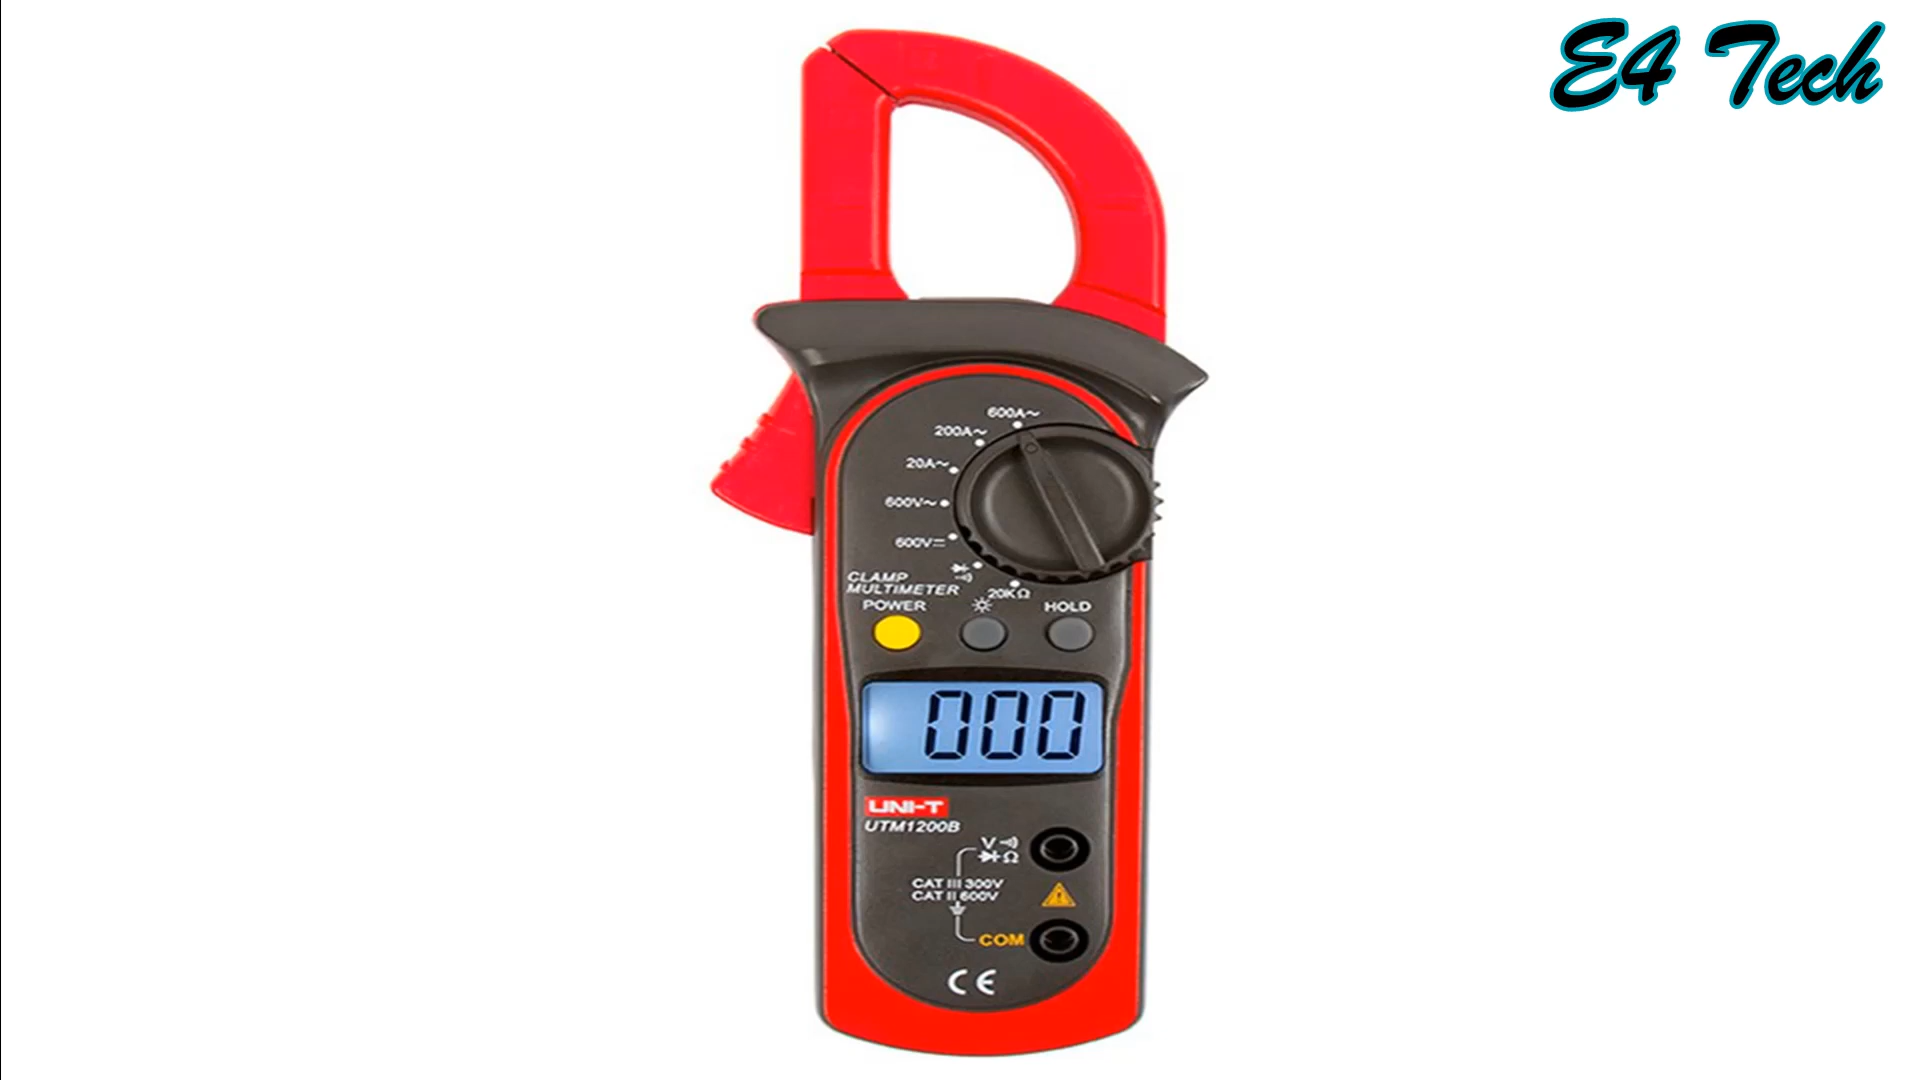 E4 Tech
600A~
200A~
20A~
600V~
600V⎓
CLAMP
MULTIMETER
20KΩ
POWER
HOLD
000
UNI-T
UTM1200B
V
Ω
CAT III 300V
CAT II 600V
COM
CE